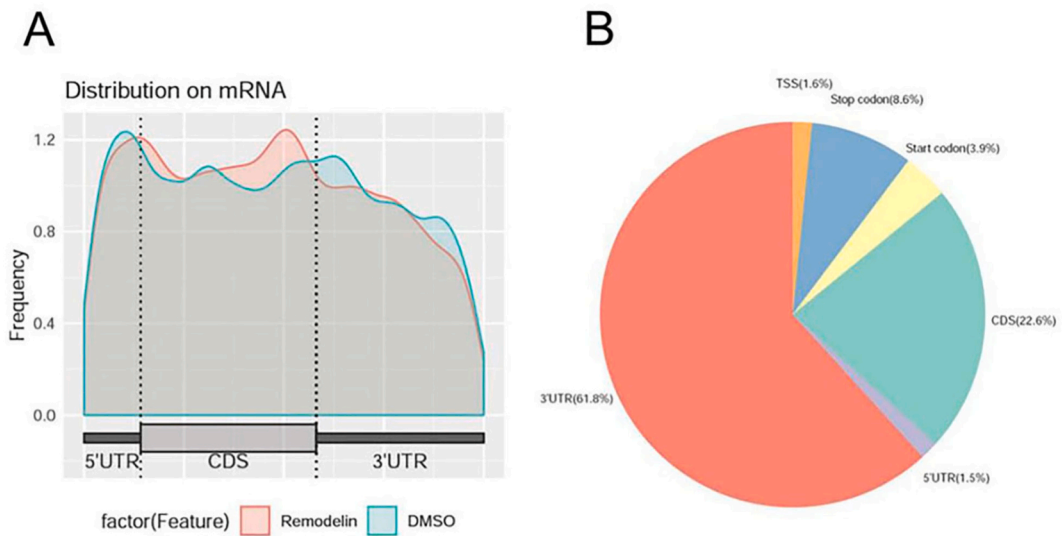 A
Distribution on mRNA
Frequency
1.2
0.8
0.4
0.0
5'UTR
CDS
3'UTR
factor(Feature)
Remodelin
DMSO
B
TSS(1.6%)
Stop codon(8.6%)
Start codon(3.9%)
CDS(22.6%)
3'UTR(61.8%)
5'UTR(1.5%)